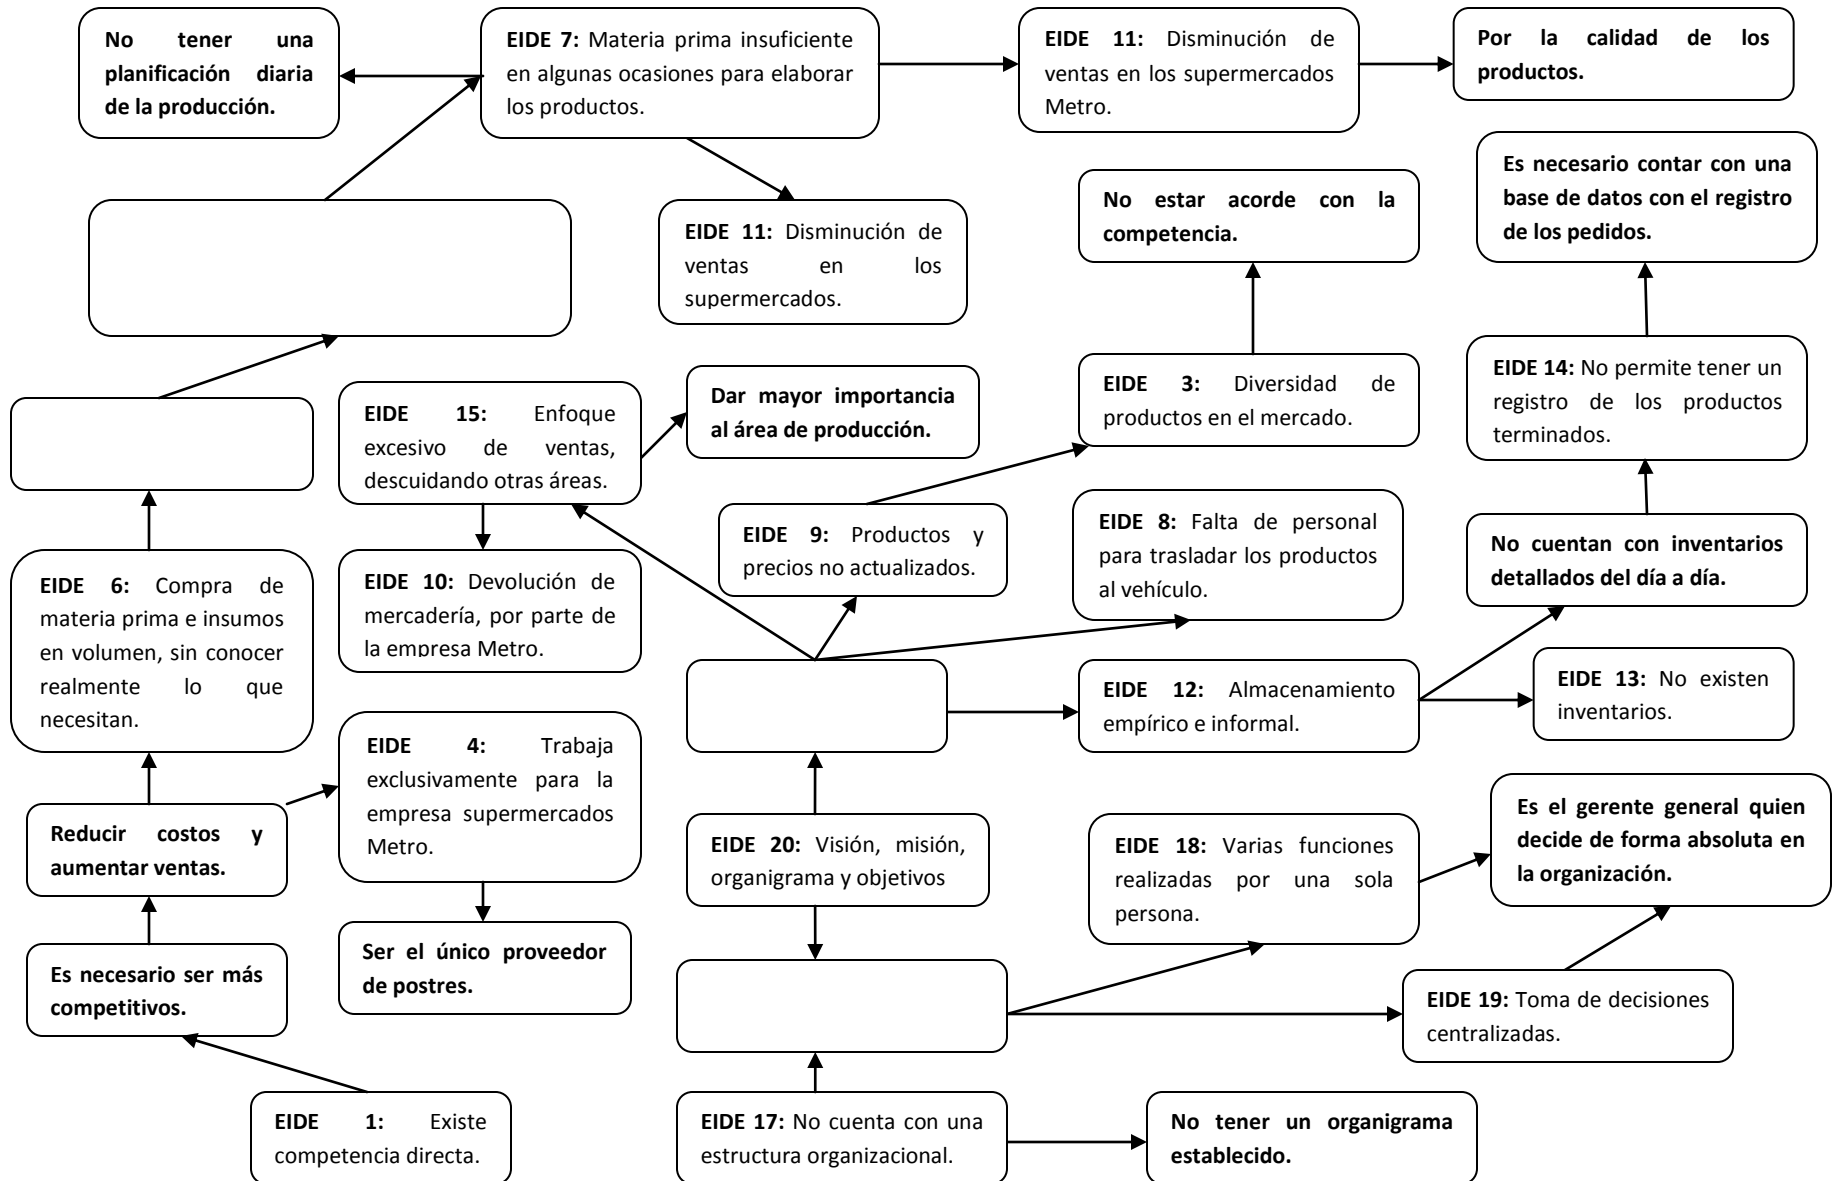 No tener una
planificación diaria
de la producción.
EIDE 7: Materia prima insuficiente
en algunas ocasiones para elaborar
los productos.
EIDE 11: Disminución de
ventas en los supermercados
Metro.
Por la calidad de los
productos.
Es necesario contar con una
base de datos con el registro
de los pedidos.
No estar acorde con la
competencia.
EIDE 11: Disminución de
ventas en los
supermercados.
EIDE 3: Diversidad de
productos en el mercado.
EIDE 14: No permite tener un
registro de los productos
terminados.
Dar mayor importancia
al área de producción.
EIDE 15: Enfoque
excesivo de ventas,
descuidando otras áreas.
EIDE 9: Productos y
precios no actualizados.
EIDE 8: Falta de personal
para trasladar los productos
al vehículo.
No cuentan con inventarios
detallados del día a día.
EIDE 6: Compra de
materia prima e insumos
en volumen, sin conocer
realmente lo que
necesitan.
EIDE 10: Devolución de
mercadería, por parte de
la empresa Metro.
EIDE 12: Almacenamiento
empírico e informal.
EIDE 13: No existen
inventarios.
EIDE 4: Trabaja
exclusivamente para la
empresa supermercados
Metro.
Reducir costos y
aumentar ventas.
EIDE 20: Visión, misión,
organigrama y objetivos
EIDE 18: Varias funciones
realizadas por una sola
persona.
Es el gerente general quien
decide de forma absoluta en
la organización.
Es necesario ser más
competitivos.
Ser el único proveedor
de postres.
EIDE 19: Toma de decisiones
centralizadas.
EIDE 1: Existe
competencia directa.
EIDE 17: No cuenta con una
estructura organizacional.
No tener un organigrama
establecido.